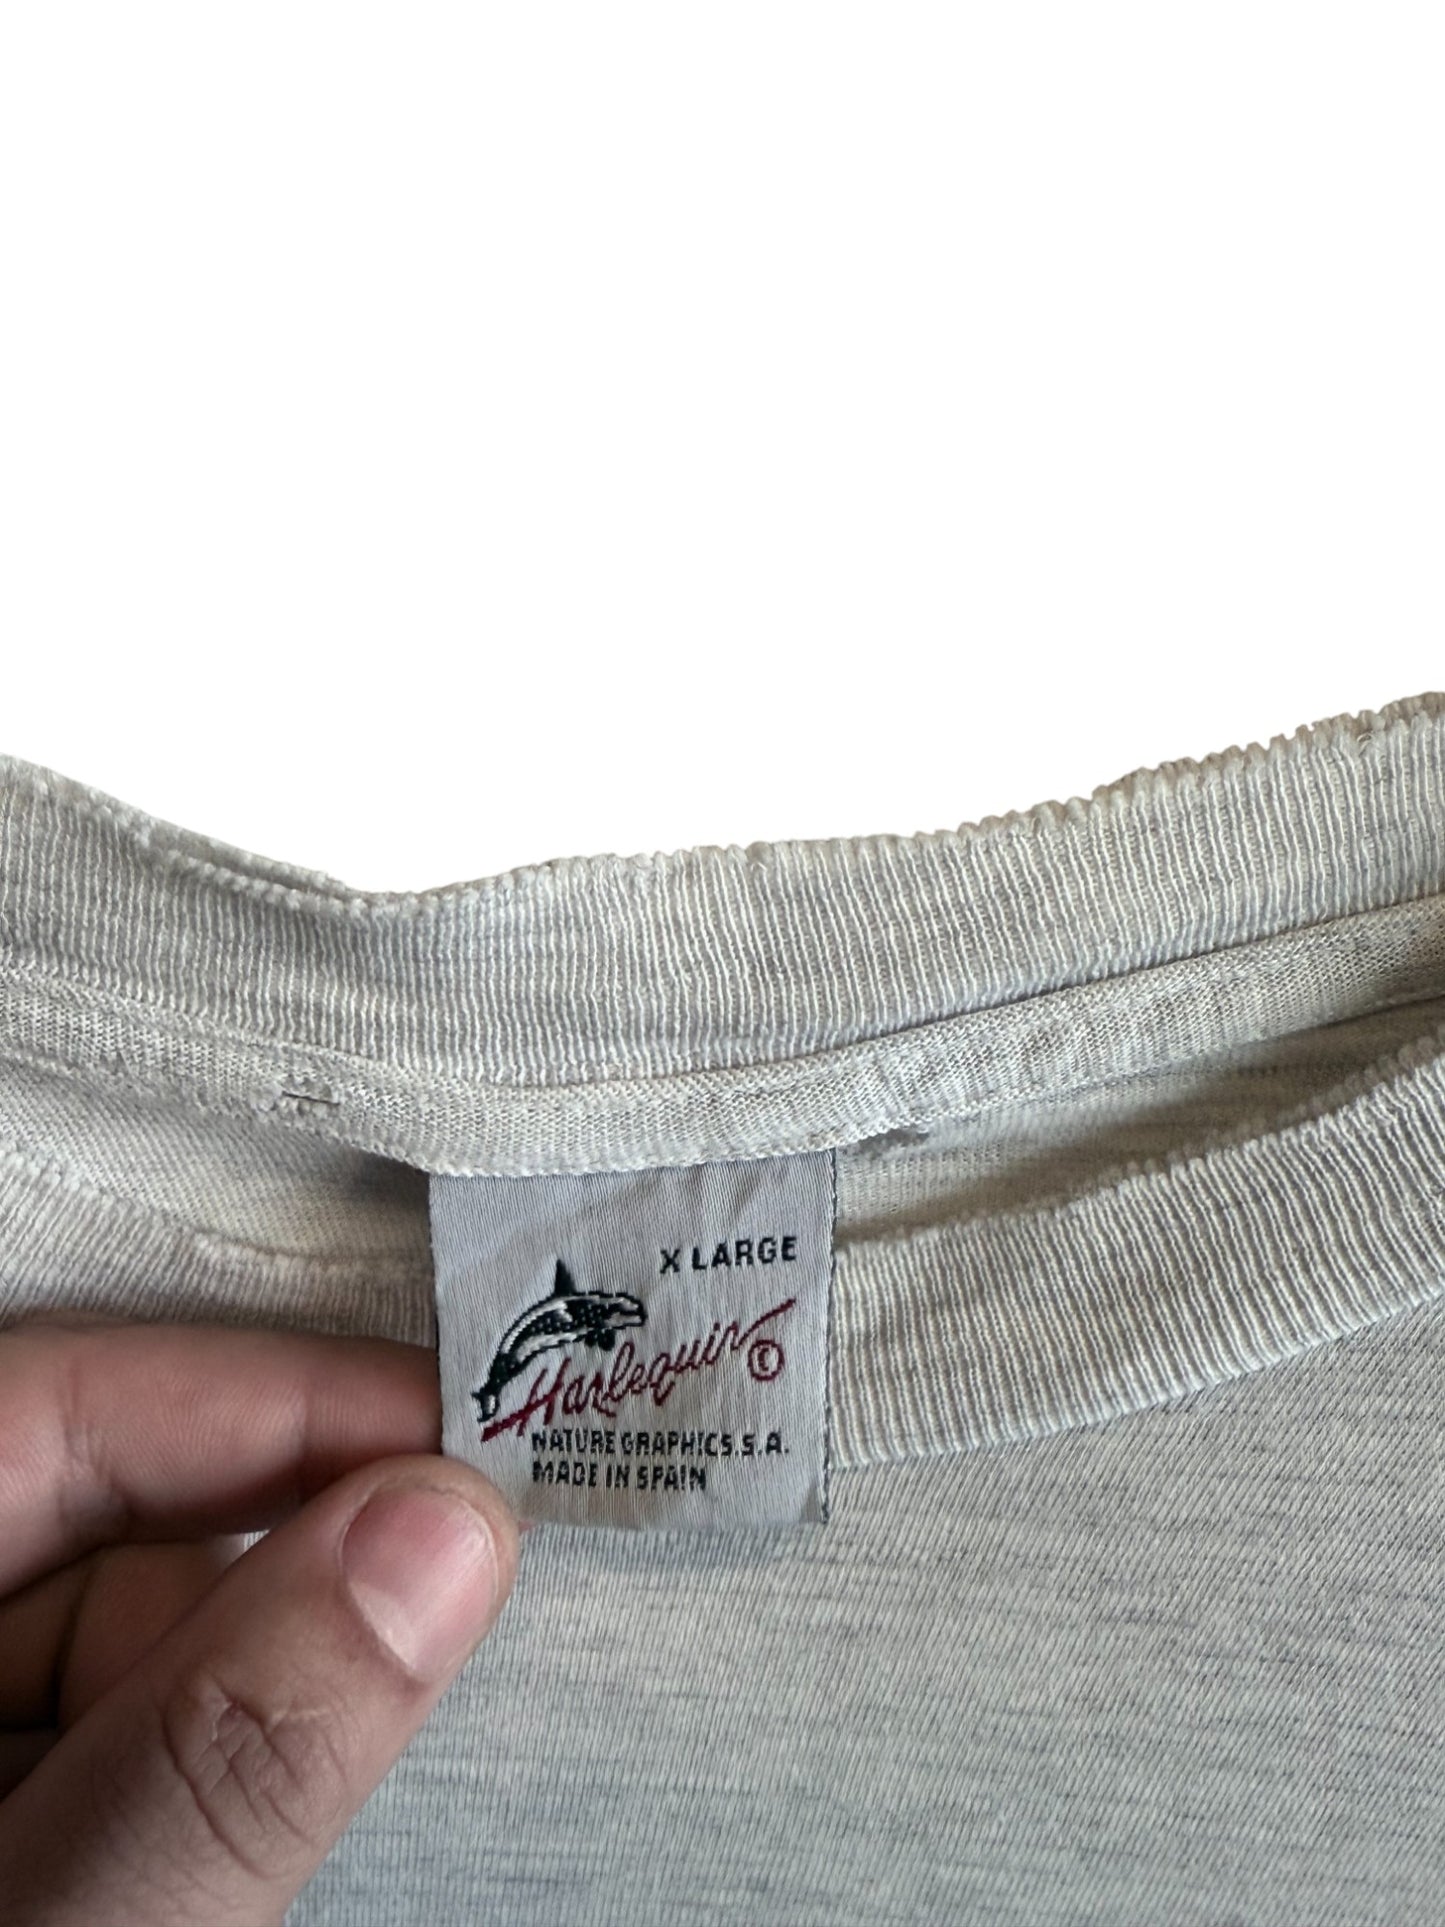 X LARGE
Harlequin ©
NATURE GRAPHICS.S.A.
MADE IN SPAIN